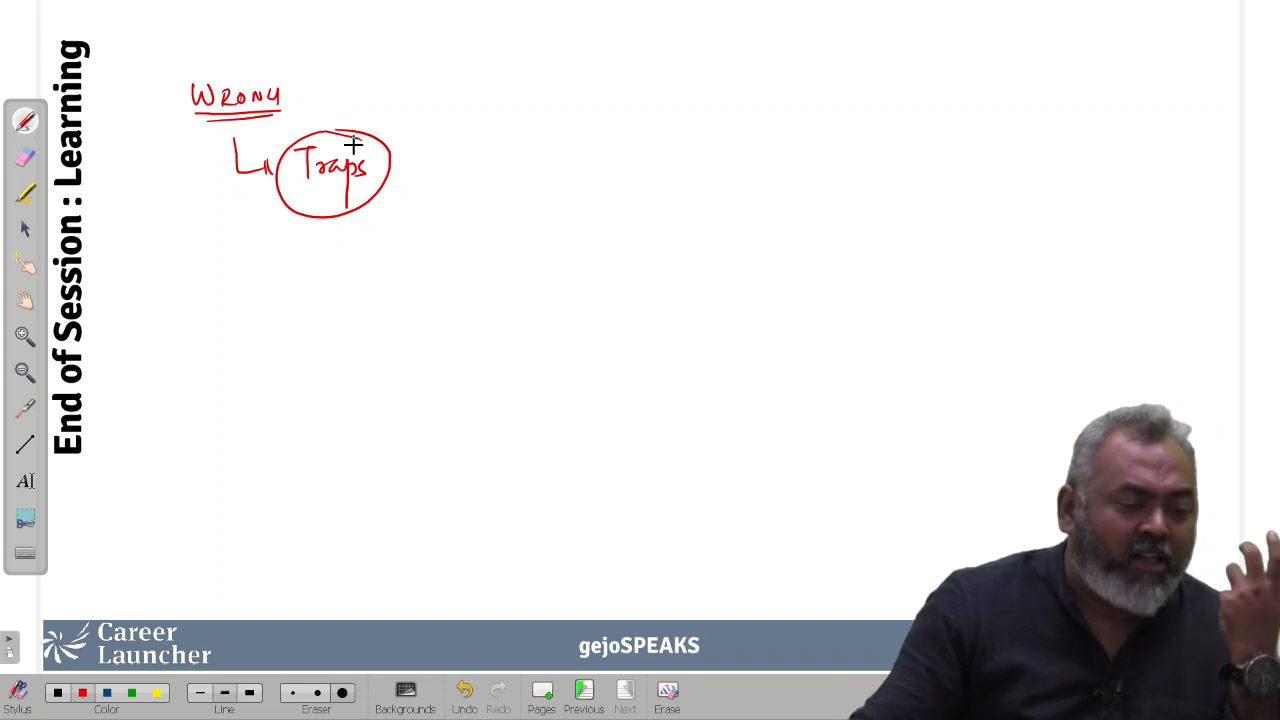 End of Session : Learning
WRONG
Traps
Career
Launcher
gejoSPEAKS
Stylus
Color
Line
Eraser
Backgrounds
Undo
Redo
Pages
Previous
Next
Erase